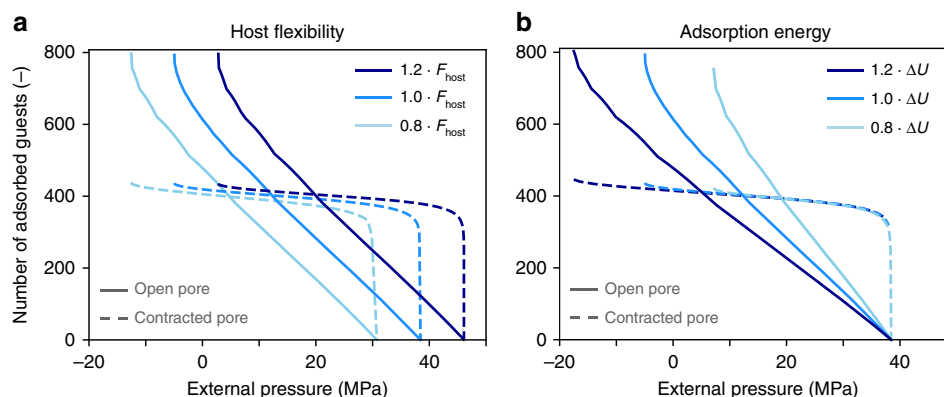 a
Host flexibility
Number of adsorbed guests (–)
800
600
400
200
0
1.2 · F_host
1.0 · F_host
0.8 · F_host
Open pore
Contracted pore
–20
0
20
40
External pressure (MPa)
b
Adsorption energy
800
600
400
200
0
1.2 · ΔU
1.0 · ΔU
0.8 · ΔU
Open pore
Contracted pore
–20
0
20
40
External pressure (MPa)